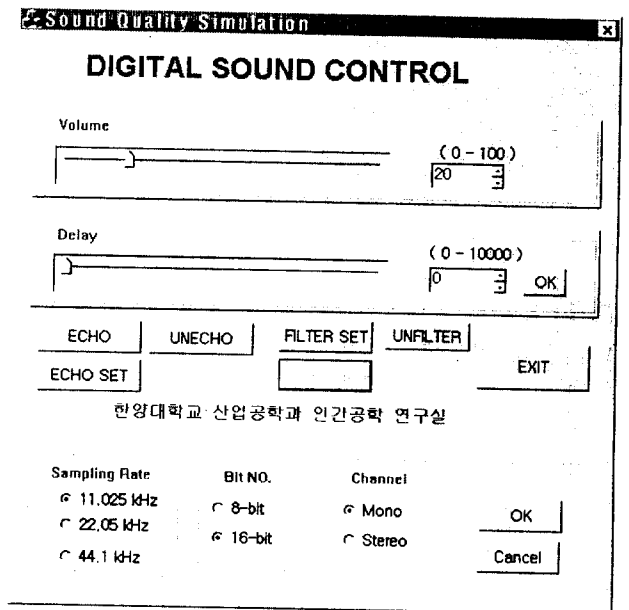 Sound Quality Simulation
DIGITAL SOUND CONTROL
Volume
( 0 - 100 )
20
Delay
( 0 - 10000 )
0
OK
ECHO
UNECHO
FILTER SET
UNFILTER
ECHO SET
EXIT
한양대학교 산업공학과 인간공학 연구실
Sampling Rate
Bit NO.
Channel
11,025 kHz
8-bit
Mono
OK
22,05 kHz
16-bit
Stereo
44.1 kHz
Cancel